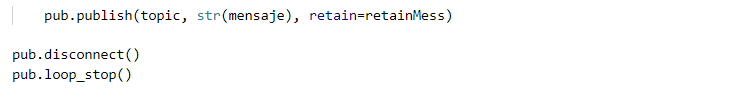 pub.publish(topic, str(mensaje), retain=retainMess)
pub.disconnect()
pub.loop_stop()